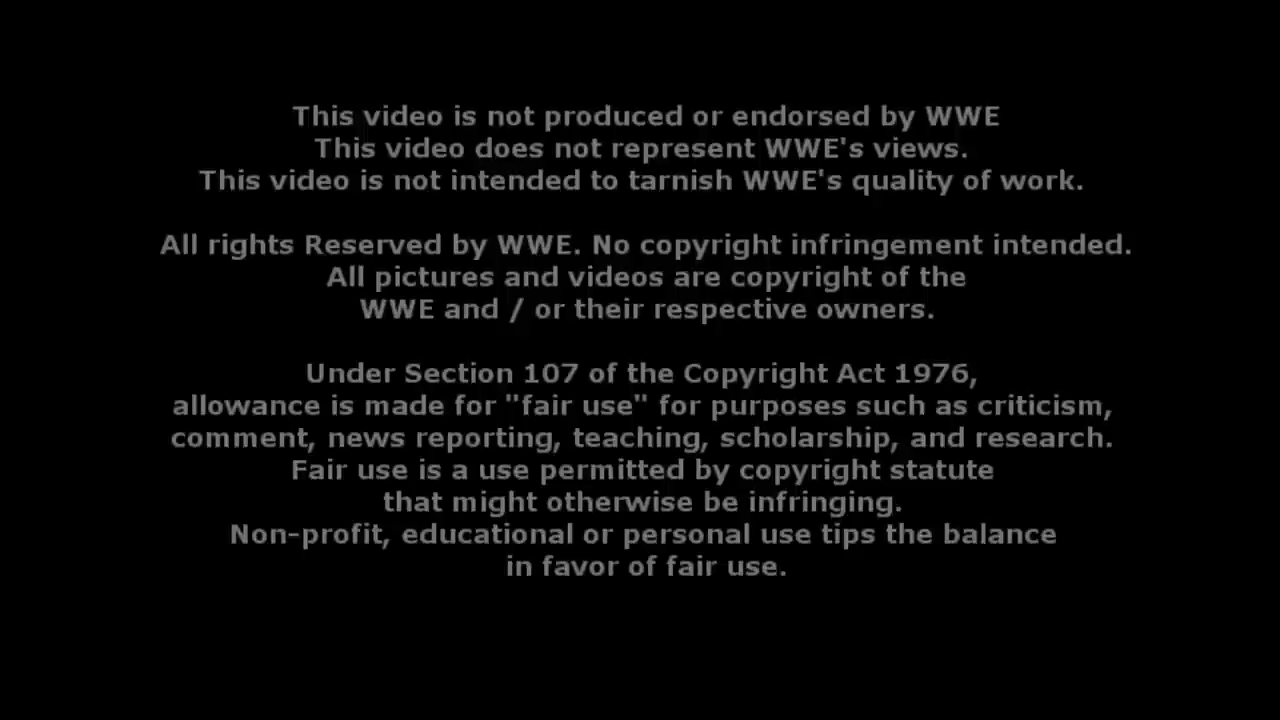 This video is not produced or endorsed by WWE
This video does not represent WWE's views.
This video is not intended to tarnish WWE's quality of work.
All rights Reserved by WWE. No copyright infringement intended.
All pictures and videos are copyright of the
WWE and / or their respective owners.
Under Section 107 of the Copyright Act 1976,
allowance is made for "fair use" for purposes such as criticism,
comment, news reporting, teaching, scholarship, and research.
Fair use is a use permitted by copyright statute
that might otherwise be infringing.
Non-profit, educational or personal use tips the balance
in favor of fair use.